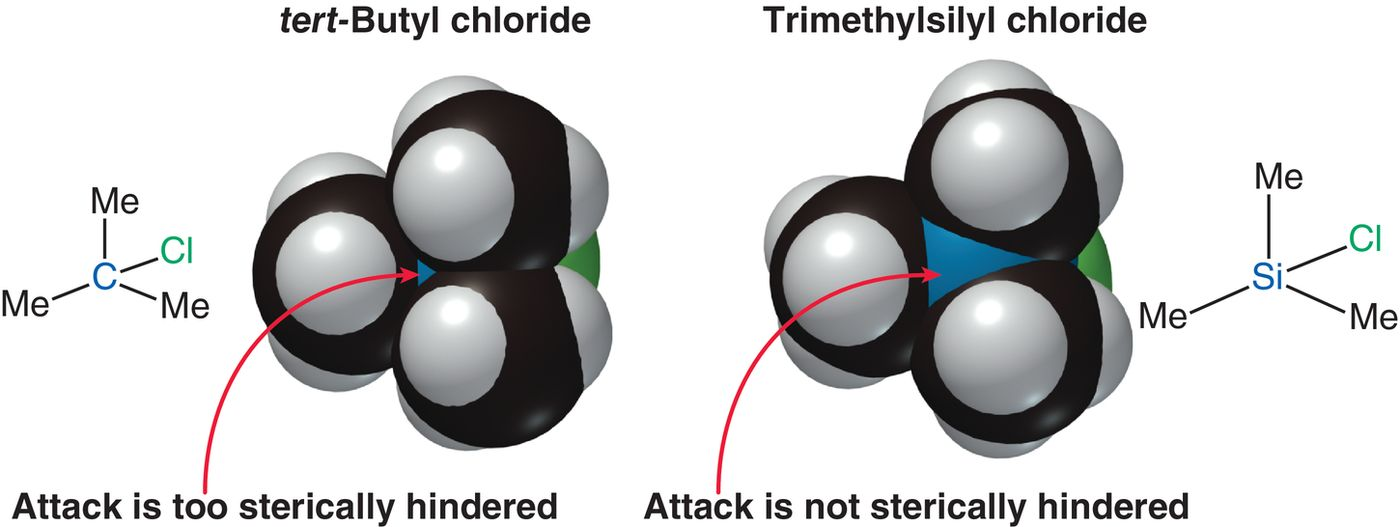 tert-Butyl chloride
Trimethylsilyl chloride
Me
Cl
C
Me
Me
Me
Cl
Si
Me
Me
Attack is too sterically hindered
Attack is not sterically hindered